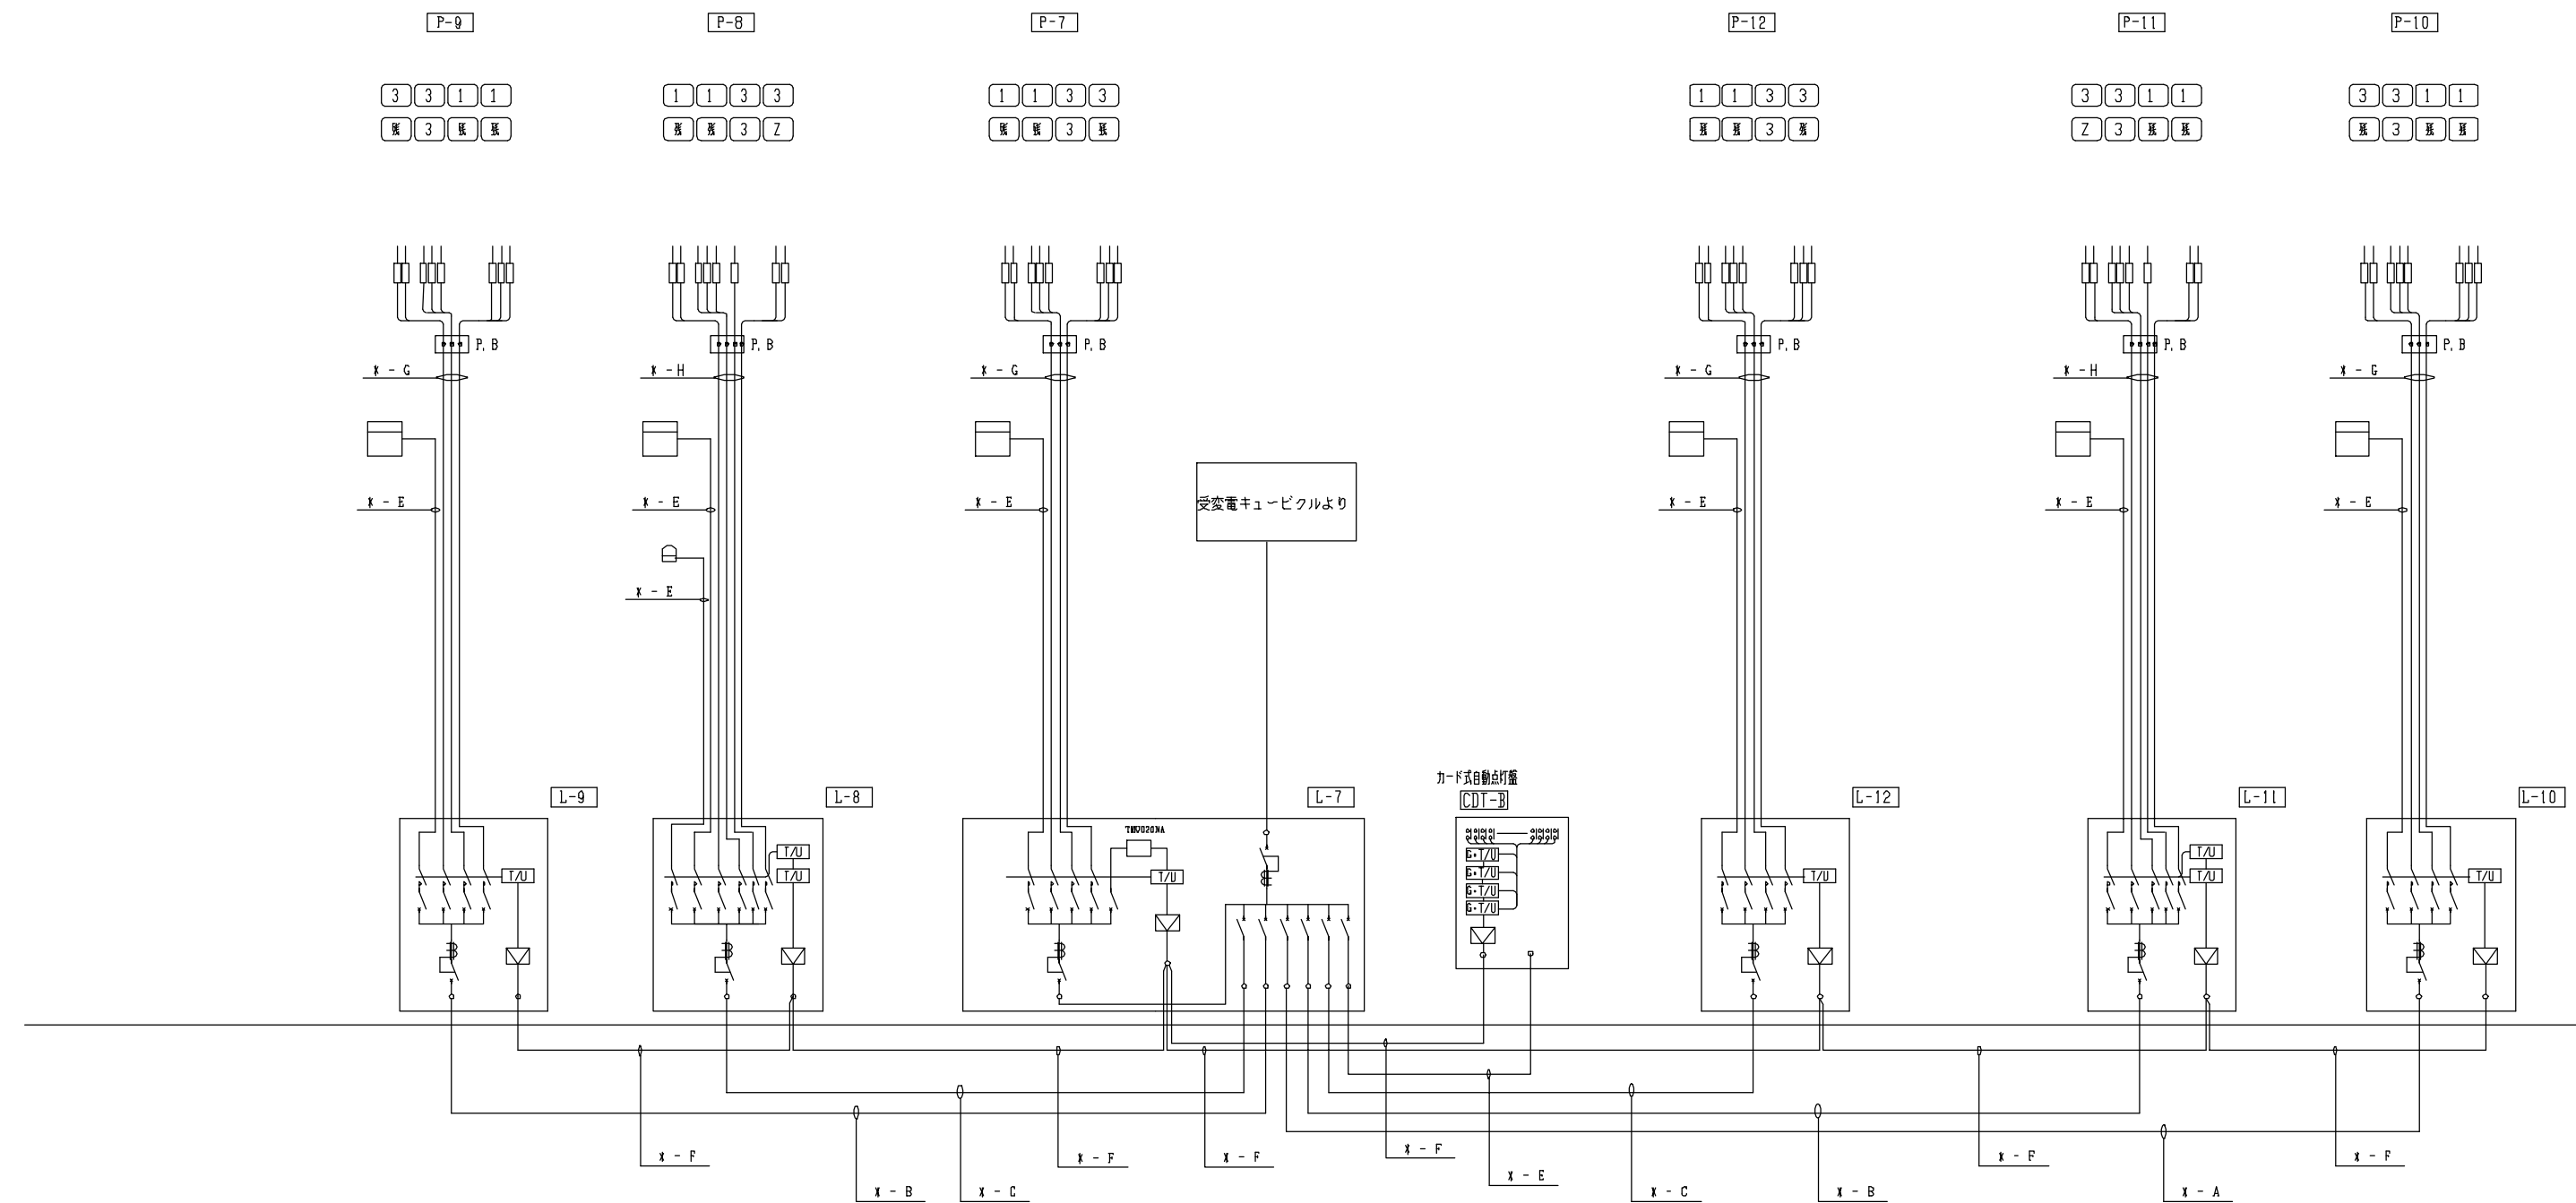 P-9 P-8 P-7 P-12 P-11 P-10
3 3 1 1
1 1 3 3
1 1 3 3
1 1 3 3
3 3 1 1
3 3 1 1
3
3 Z
3
3
Z 3
3
P,B
P,B
P,B
P,B
P,B
P,B
* - G
* - H
* - G
* - G
* - H
* - G
* - E
* - E
* - E
受変電キュービクルより
* - E
* - E
* - E
* - E
カード式自動点灯盤
L-9
L-8
L-7
CDT-B
L-12
L-11
L-10
T/U
T/U
T/U
T/U
G・T/U
G・T/U
G・T/U
G・T/U
T/U
T/U
T/U
T/U
* - F
* - F
* - F
* - F
* - F
* - F
* - E
* - B
* - C
* - C
* - B
* - A